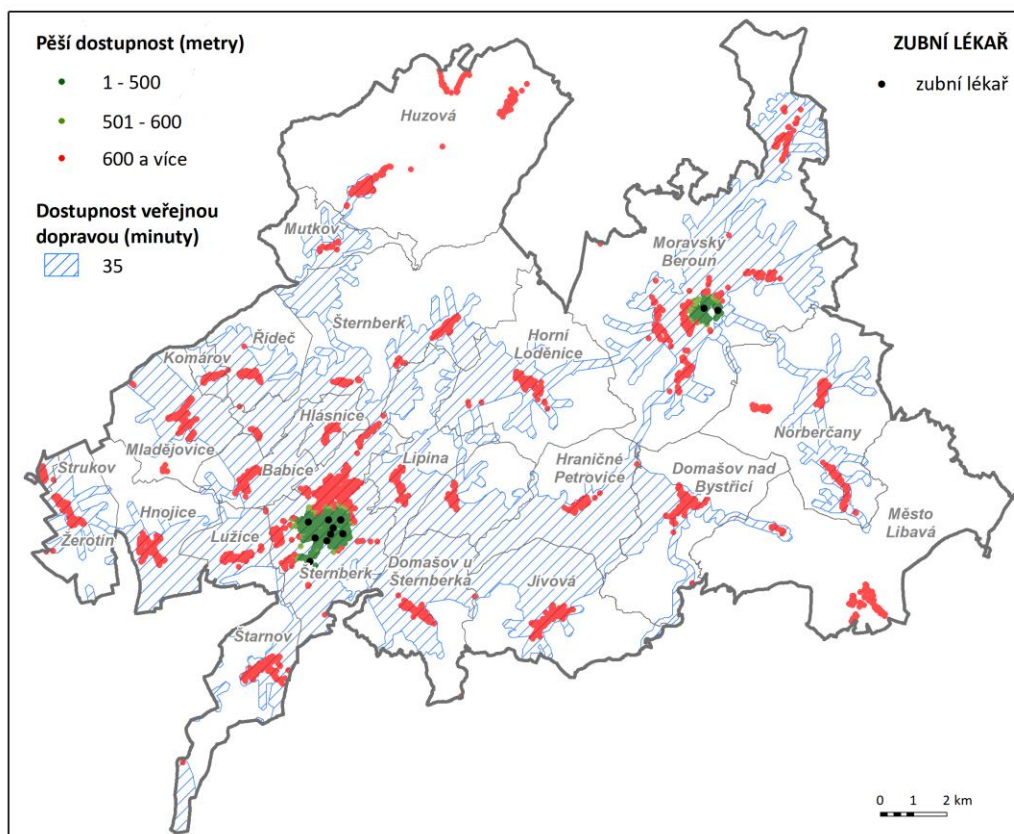 Pěší dostupnost (metry)
1 - 500
501 - 600
600 a více
Dostupnost veřejnou
dopravou (minuty)
35
ZUBNÍ LÉKAŘ
zubní lékař
Huzová
Mutkov
Moravský
Beroun
Řídeč
Šternberk
Komárov
Horní
Loděnice
Hlásnice
Mladějovice
Norberčany
Strukov
Babice
Lipina
Hraničné
Petrovice
Domašov nad
Bystřicí
Hnojice
Město
Libavá
Žerotín
Lužice
Šternberk
Domašov u
Šternberka
Jívová
Štarnov
0 1 2 km